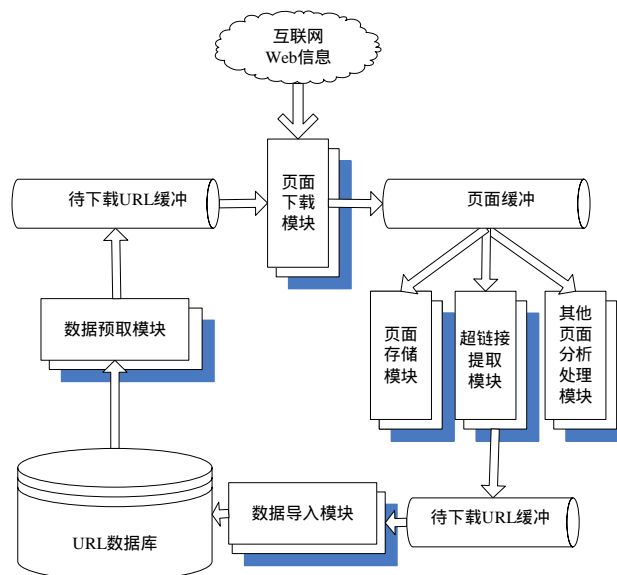 互联网
Web信息
待下载URL缓冲
页面
下载
模块
页面缓冲
数据预取模块
页面
存储
模块
超链接
提取
模块
其他
页面
分析
处理
模块
URL数据库
数据导入模块
待下载URL缓冲